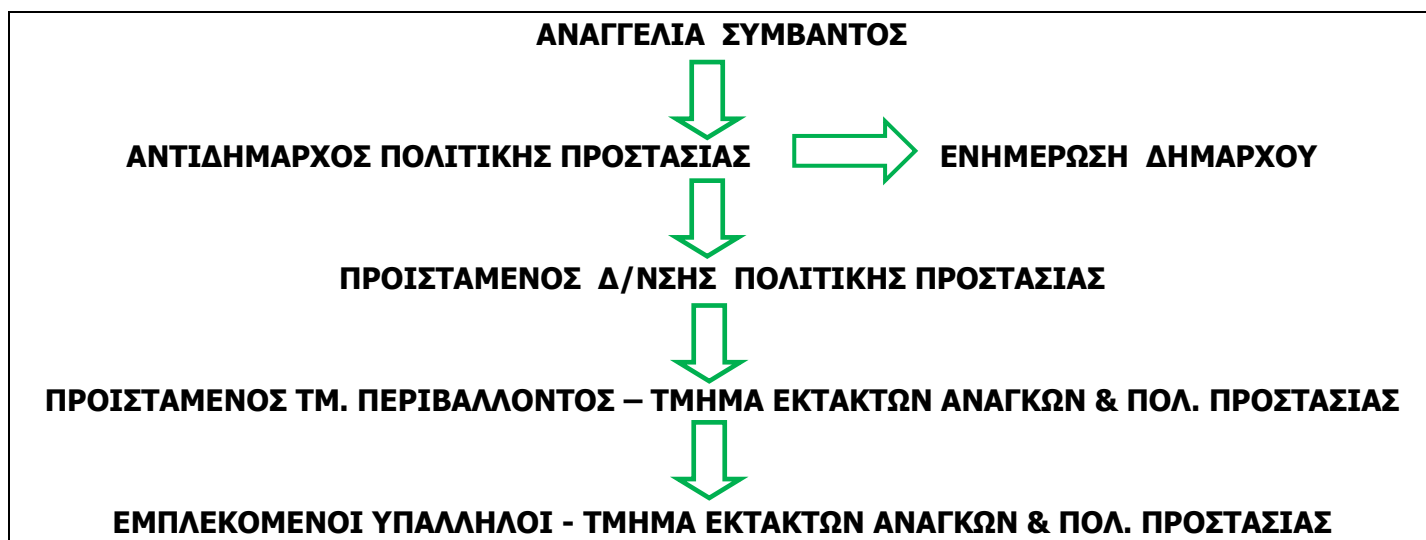 ΑΝΑΓΓΕΛΙΑ ΣΥΜΒΑΝΤΟΣ
ΑΝΤΙΔΗΜΑΡΧΟΣ ΠΟΛΙΤΙΚΗΣ ΠΡΟΣΤΑΣΙΑΣ ΕΝΗΜΕΡΩΣΗ ΔΗΜΑΡΧΟΥ
ΠΡΟΙΣΤΑΜΕΝΟΣ Δ/ΝΣΗΣ ΠΟΛΙΤΙΚΗΣ ΠΡΟΣΤΑΣΙΑΣ
ΠΡΟΙΣΤΑΜΕΝΟΣ ΤΜ. ΠΕΡΙΒΑΛΛΟΝΤΟΣ – ΤΜΗΜΑ ΕΚΤΑΚΤΩΝ ΑΝΑΓΚΩΝ & ΠΟΛ. ΠΡΟΣΤΑΣΙΑΣ
ΕΜΠΛΕΚΟΜΕΝΟΙ ΥΠΑΛΛΗΛΟΙ - ΤΜΗΜΑ ΕΚΤΑΚΤΩΝ ΑΝΑΓΚΩΝ & ΠΟΛ. ΠΡΟΣΤΑΣΙΑΣ